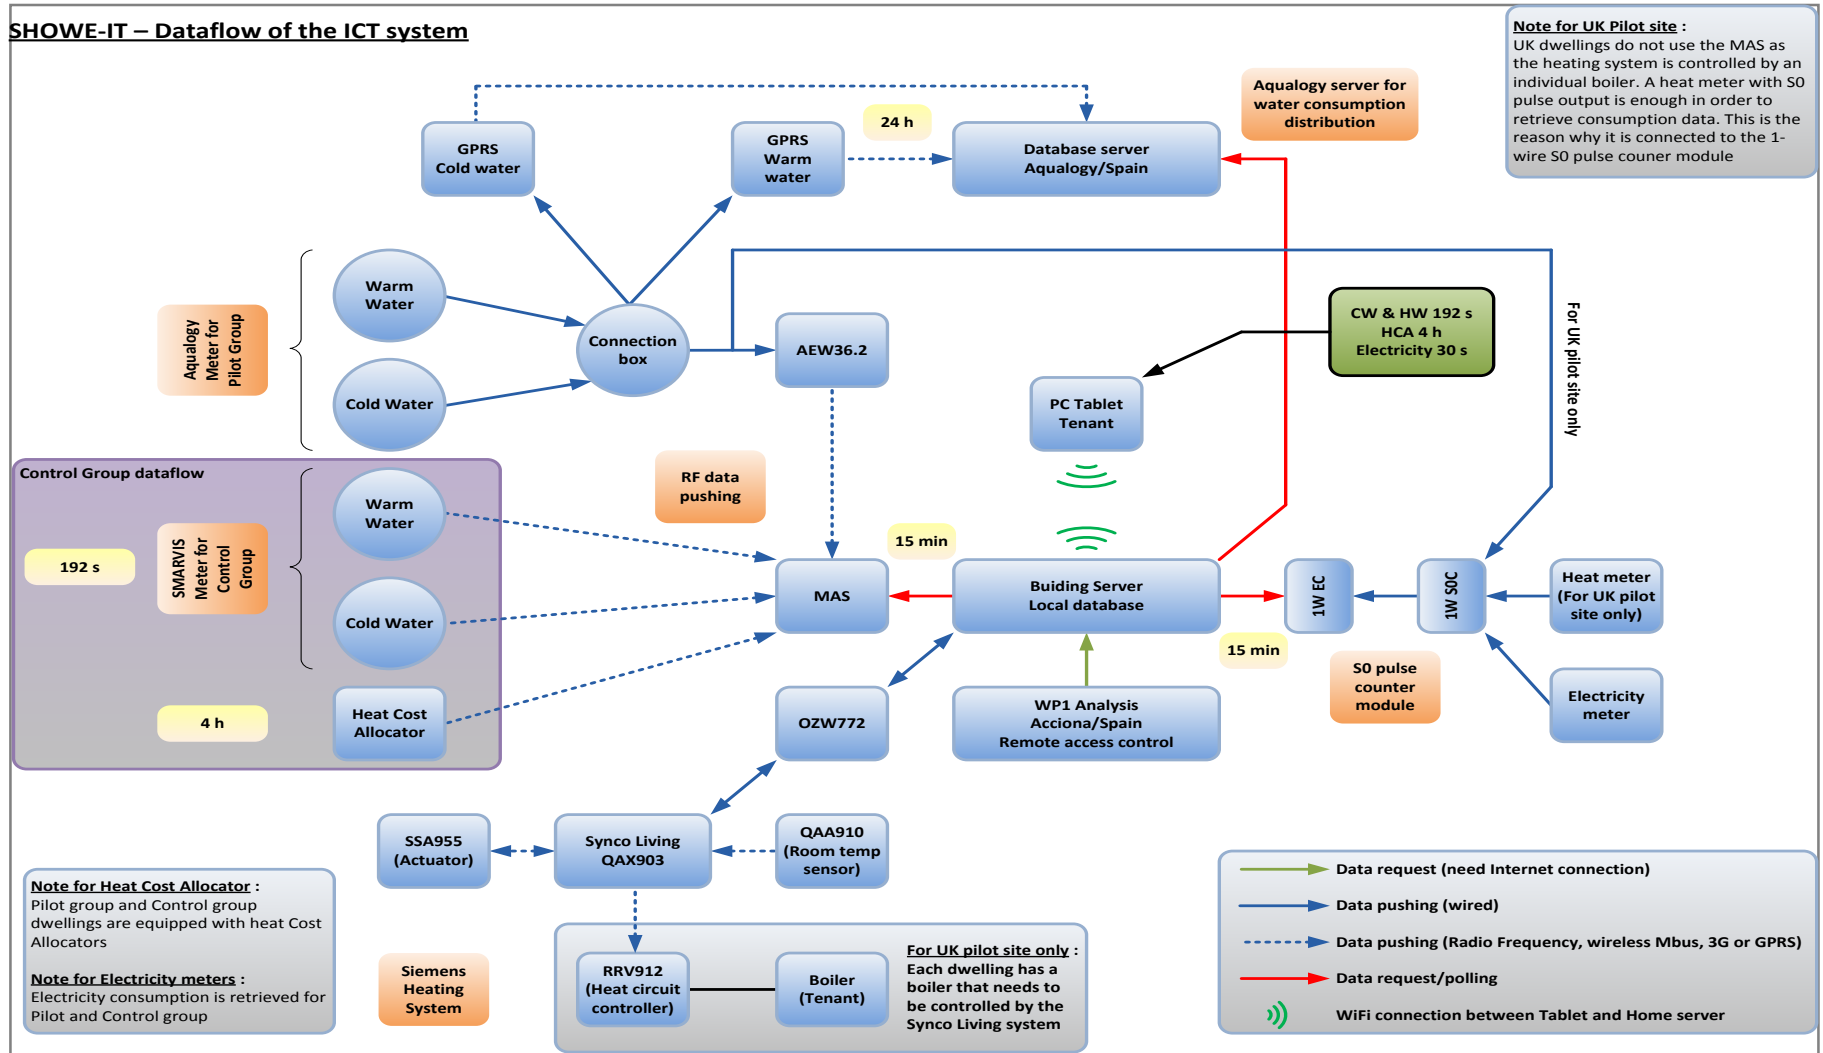 SHOWE-IT – Dataflow of the ICT system
Note for UK Pilot site :
UK dwellings do not use the MAS as
the heating system is controlled by an
individual boiler. A heat meter with S0
pulse output is enough in order to
retrieve consumption data. This is the
reason why it is connected to the 1-
wire S0 pulse couner module
GPRS
Cold water
24 h
GPRS
Warm
water
Database server
Aqualogy/Spain
Aqualogy server for
water consumption
distribution
Aqualogy
Meter for
Pilot Group
Warm
Water
Cold Water
Connection
box
AEW36.2
PC Tablet
Tenant
CW & HW 192 s
HCA 4 h
Electricity 30 s
For UK pilot site only
Control Group dataflow
192 s
SMARVIS
Meter for
Control
Group
Warm
Water
Cold Water
4 h
Heat Cost
Allocator
RF data
pushing
15 min
MAS
Buiding Server
Local database
15 min
1W EC
1W S0C
Heat meter
(For UK pilot
site only)
S0 pulse
counter
module
Electricity
meter
OZW772
WP1 Analysis
Acciona/Spain
Remote access control
SSA955
(Actuator)
Synco Living
QAX903
QAA910
(Room temp
sensor)
Note for Heat Cost Allocator :
Pilot group and Control group
dwellings are equipped with heat Cost
Allocators
Note for Electricity meters :
Electricity consumption is retrieved for
Pilot and Control group
Siemens
Heating
System
RRV912
(Heat circuit
controller)
Boiler
(Tenant)
For UK pilot site only :
Each dwelling has a
boiler that needs to
be controlled by the
Synco Living system
Data request (need Internet connection)
Data pushing (wired)
Data pushing (Radio Frequency, wireless Mbus, 3G or GPRS)
Data request/polling
WiFi connection between Tablet and Home server